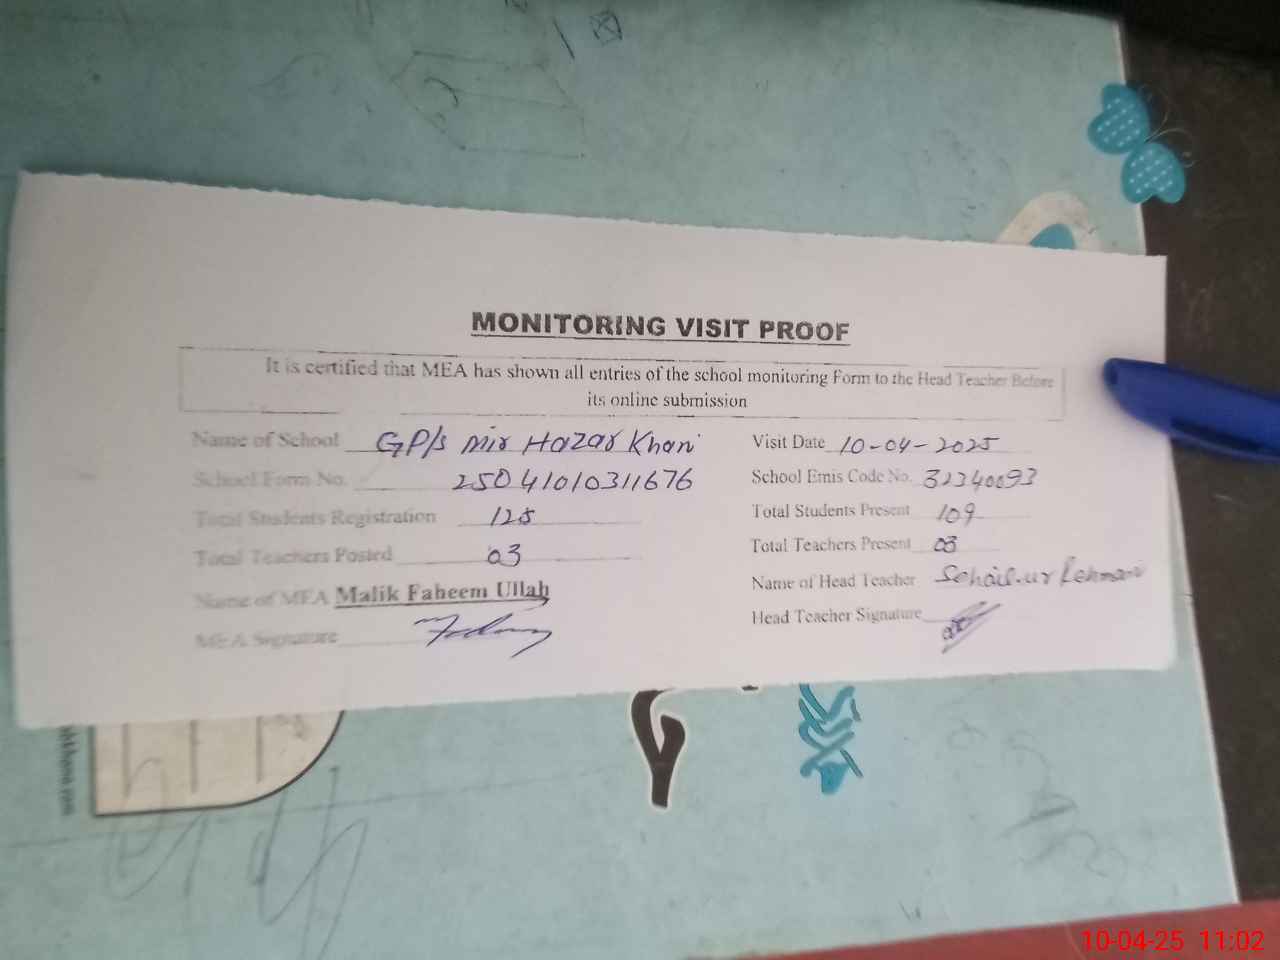 MONITORING VISIT PROOF
It is certified that MEA has shown all entries of the school monitoring Form to the Head Teacher Before
its online submission
Name of School GP/s Mir Hazar Khan Visit Date 10-04-2025
School Form No. 25041010311676 School Emis Code No. 32340093
Total Students Registration 125 Total Students Present 109
Total Teachers Posted 03 Total Teachers Present 03
Name of MEA Malik Faheem Ullah Name of Head Teacher Sohail.ur Rehman
MEA Signature Head Teacher Signature
10-04-25 11:02